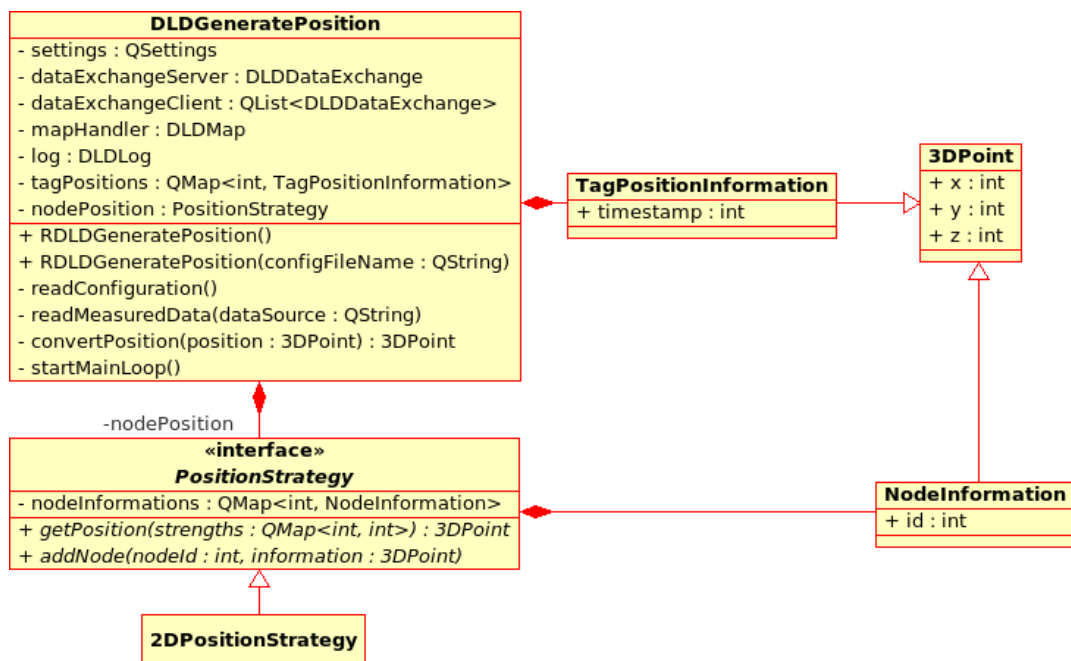 DLDGeneratePosition
- settings : QSettings
- dataExchangeServer : DLDDataExchange
- dataExchangeClient : QList<DLDDataExchange>
- mapHandler : DLDMap
- log : DLDLog
- tagPositions : QMap<int, TagPositionInformation>
- nodePosition : PositionStrategy
+ RDLDGeneratePosition()
+ RDLDGeneratePosition(configFileName : QString)
- readConfiguration()
- readMeasuredData(dataSource : QString)
- convertPosition(position : 3DPoint) : 3DPoint
- startMainLoop()
TagPositionInformation
+ timestamp : int
3DPoint
+ x : int
+ y : int
+ z : int
-nodePosition
«interface»
PositionStrategy
- nodeInformations : QMap<int, NodeInformation>
+ getPosition(strengths : QMap<int, int>) : 3DPoint
+ addNode(nodeId : int, information : 3DPoint)
NodeInformation
+ id : int
2DPositionStrategy